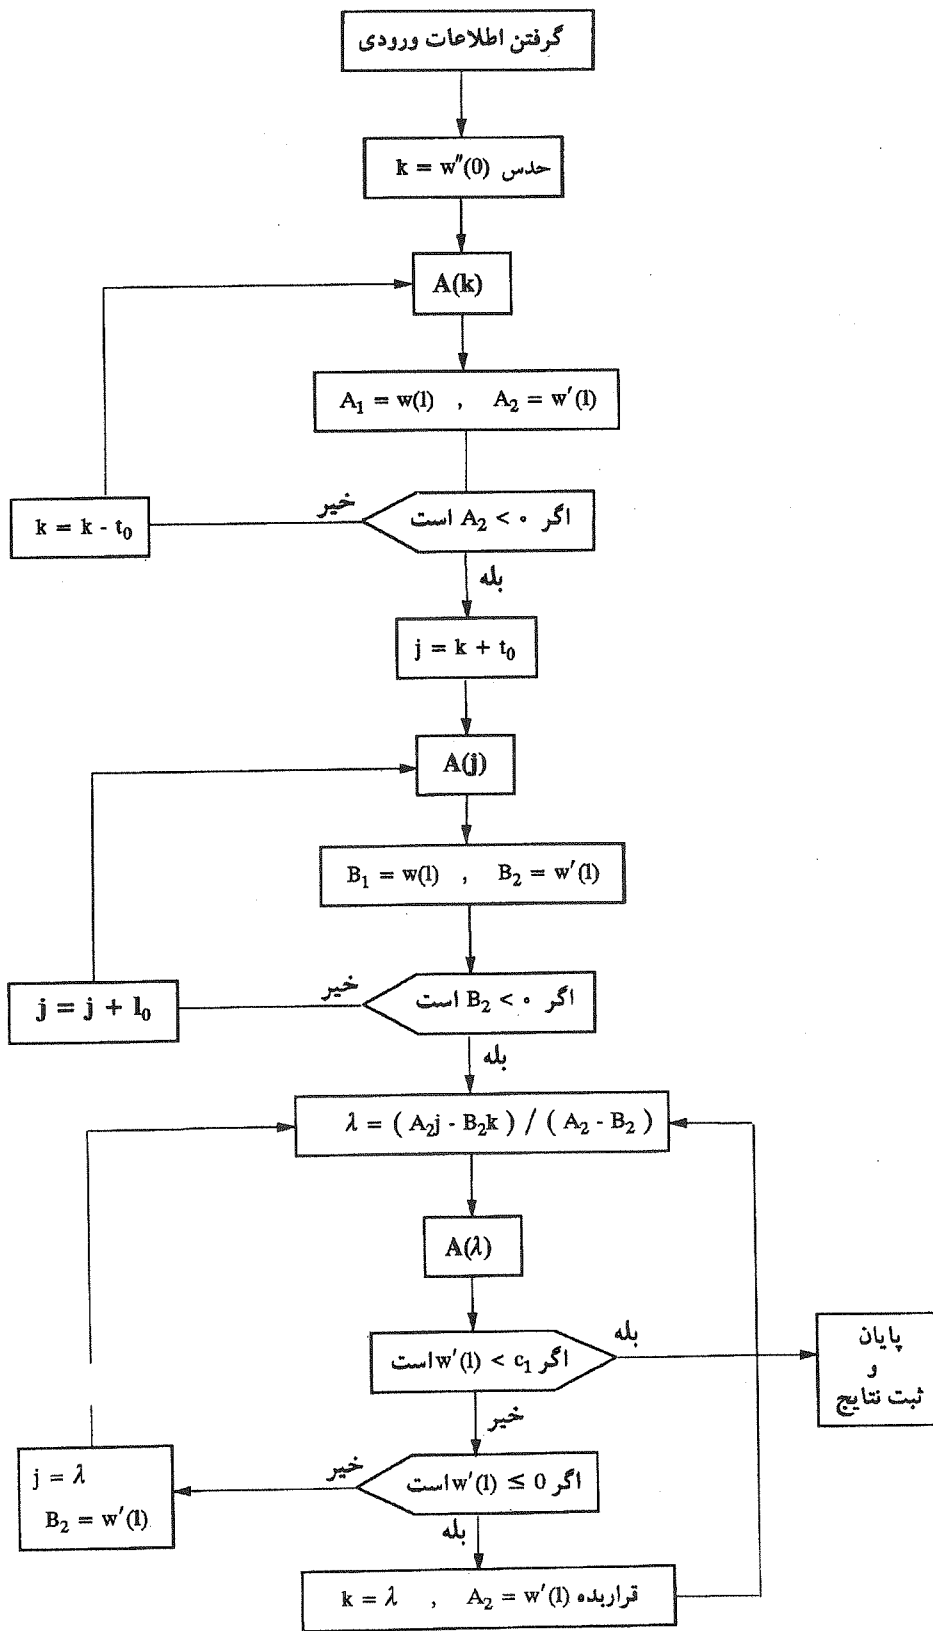 گرفتن اطلاعات ورودی
حدس k = w″(0)
A(k)
A₁ = w(l) , A₂ = w′(l)
اگر A₂ < ۰ است
خیر
k = k - t₀
بله
j = k + t₀
A(j)
B₁ = w(l) , B₂ = w′(l)
اگر B₂ < ۰ است
خیر
j = j + l₀
بله
λ = ( A₂j - B₂k ) / ( A₂ - B₂ )
A(λ)
اگر w′(l) < c₁ است
بله
پایان
و
ثبت نتایج
خیر
اگر w′(l) ≤ 0 است
خیر
j = λ
B₂ = w′(l)
بله
k = λ , A₂ = w′(l) قراربده